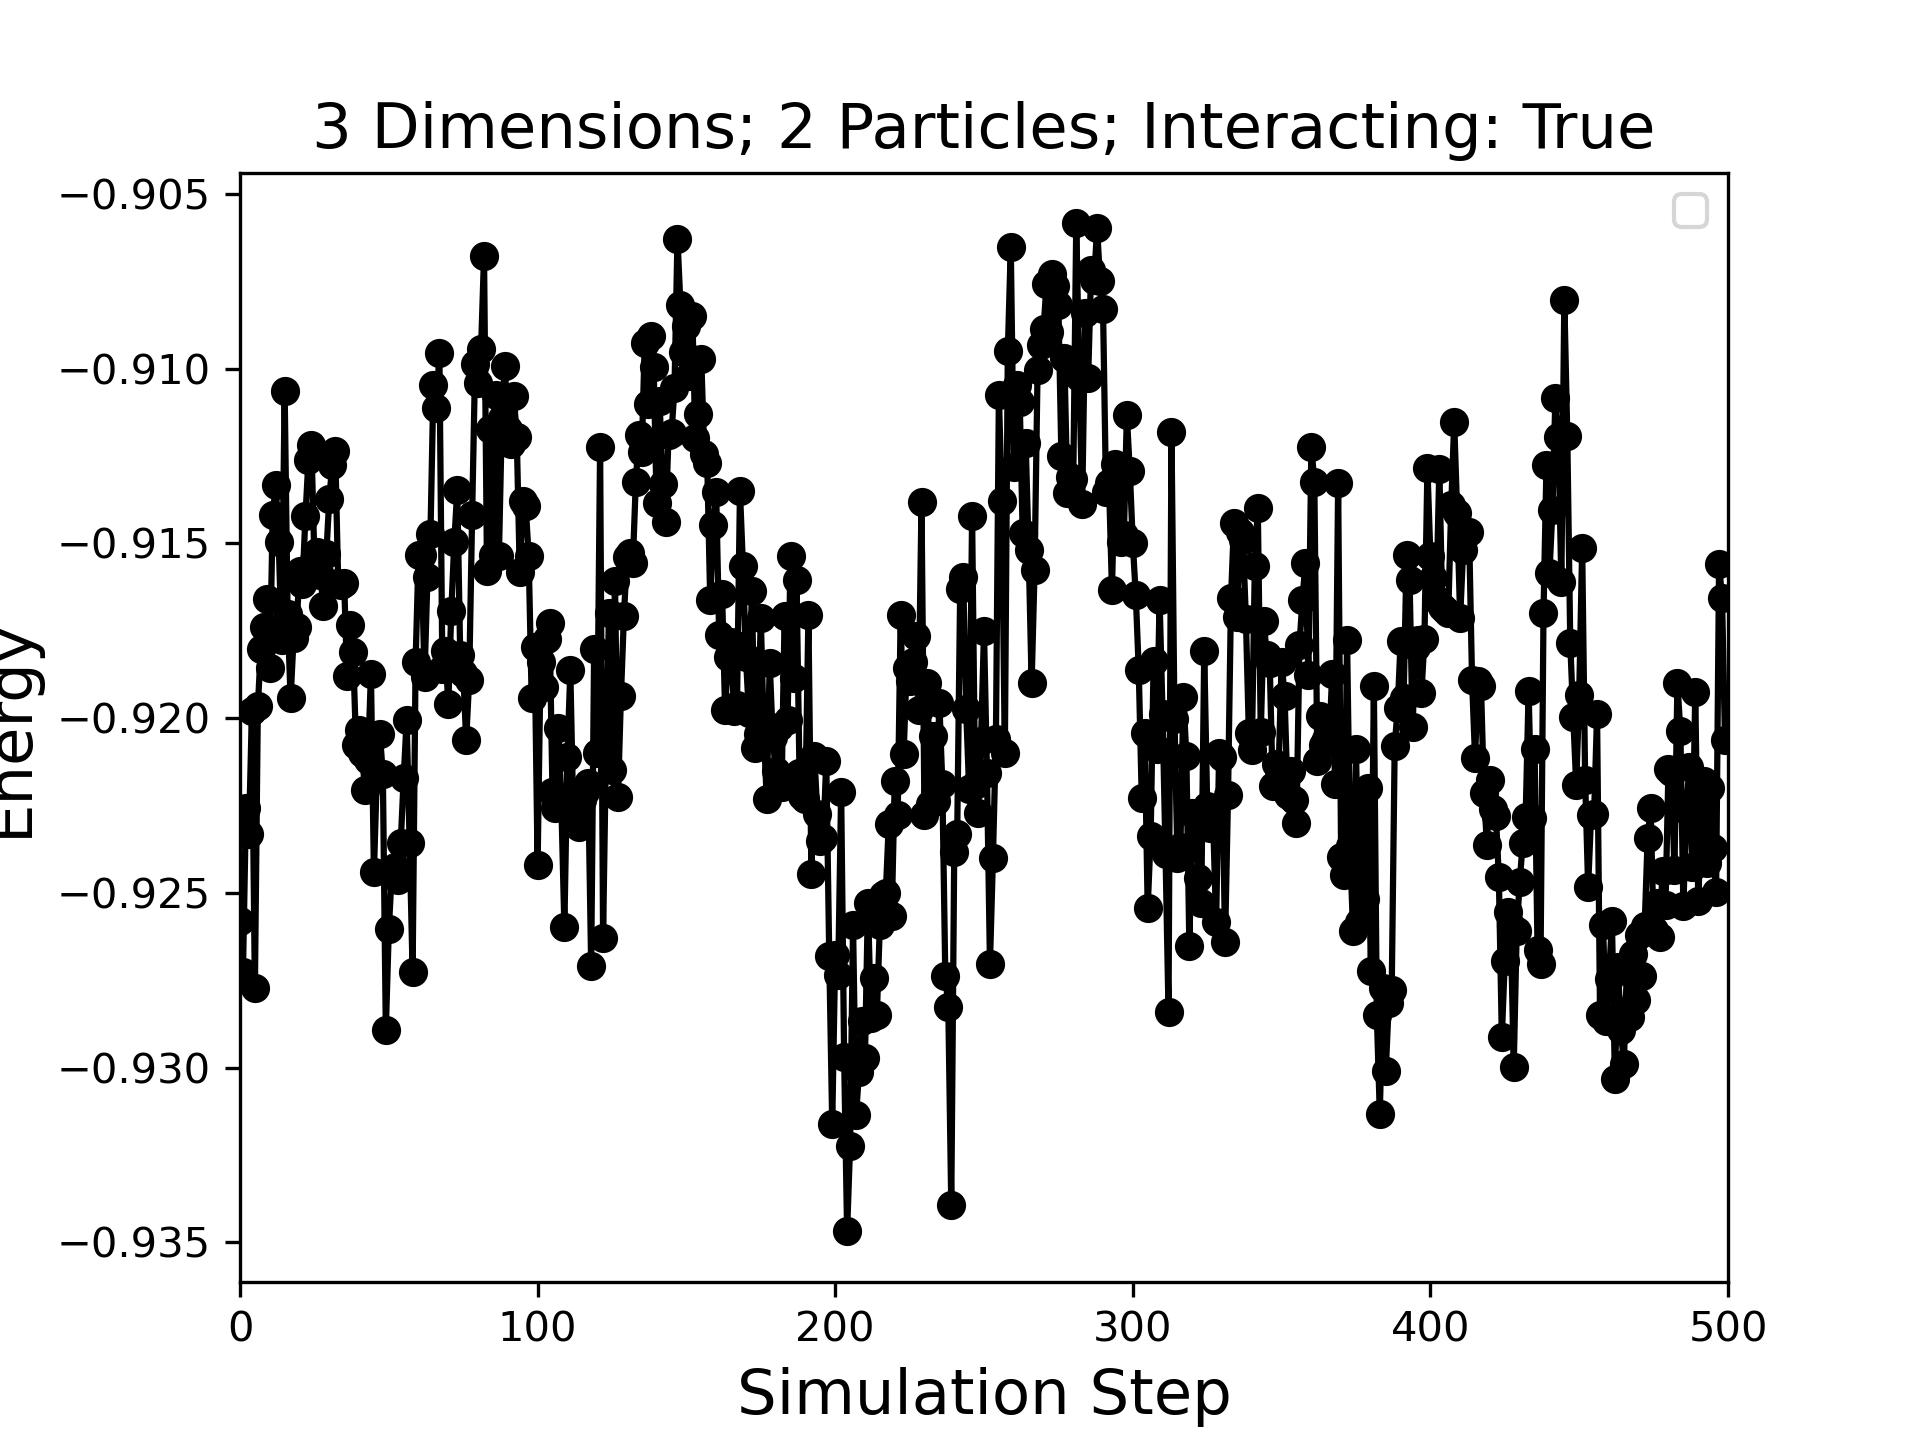 3 Dimensions; 2 Particles; Interacting: True
−0.905
−0.910
−0.915
−0.920
−0.925
−0.930
−0.935
Energy
0 100 200 300 400 500
Simulation Step